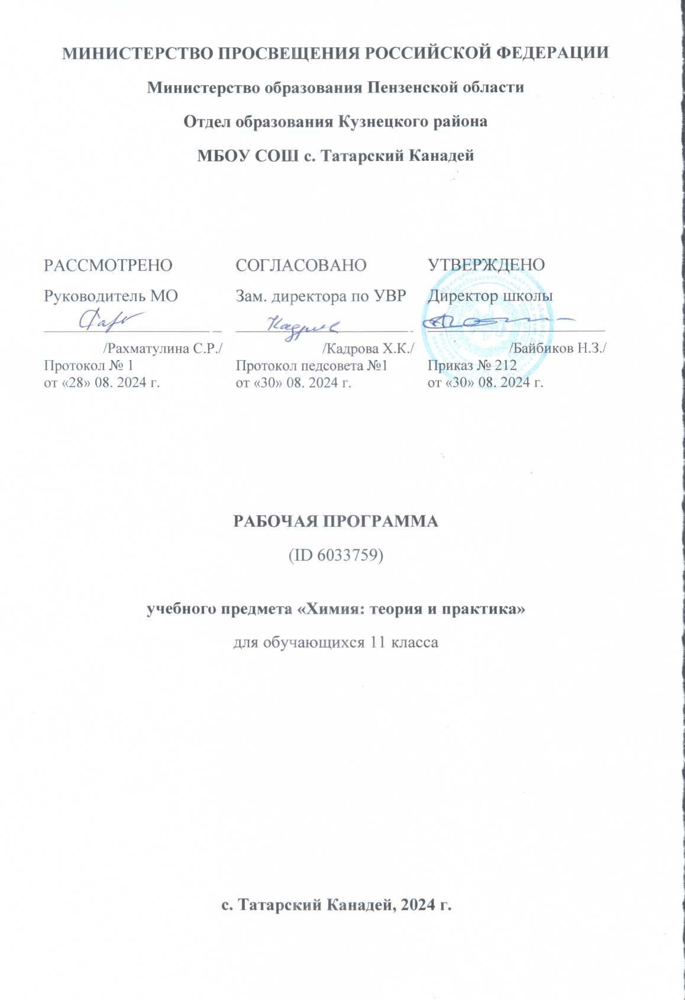 МИНИСТЕРСТВО ПРОСВЕЩЕНИЯ РОССИЙСКОЙ ФЕДЕРАЦИИ
Министерство образования Пензенской области
Отдел образования Кузнецкого района
МБОУ СОШ с. Татарский Канадей
РАССМОТРЕНО
Руководитель МО
/Рахматулина С.Р./
Протокол № 1
от «28» 08. 2024 г.
СОГЛАСОВАНО
Зам. директора по УВР
/Кадрова Х.К./
Протокол педсовета №1
от «30» 08. 2024 г.
УТВЕРЖДЕНО
Директор школы
/Байбиков Н.З./
Приказ № 212
от «30» 08. 2024 г.
РАБОЧАЯ ПРОГРАММА
(ID 6033759)
учебного предмета «Химия: теория и практика»
для обучающихся 11 класса
с. Татарский Канадей, 2024 г.